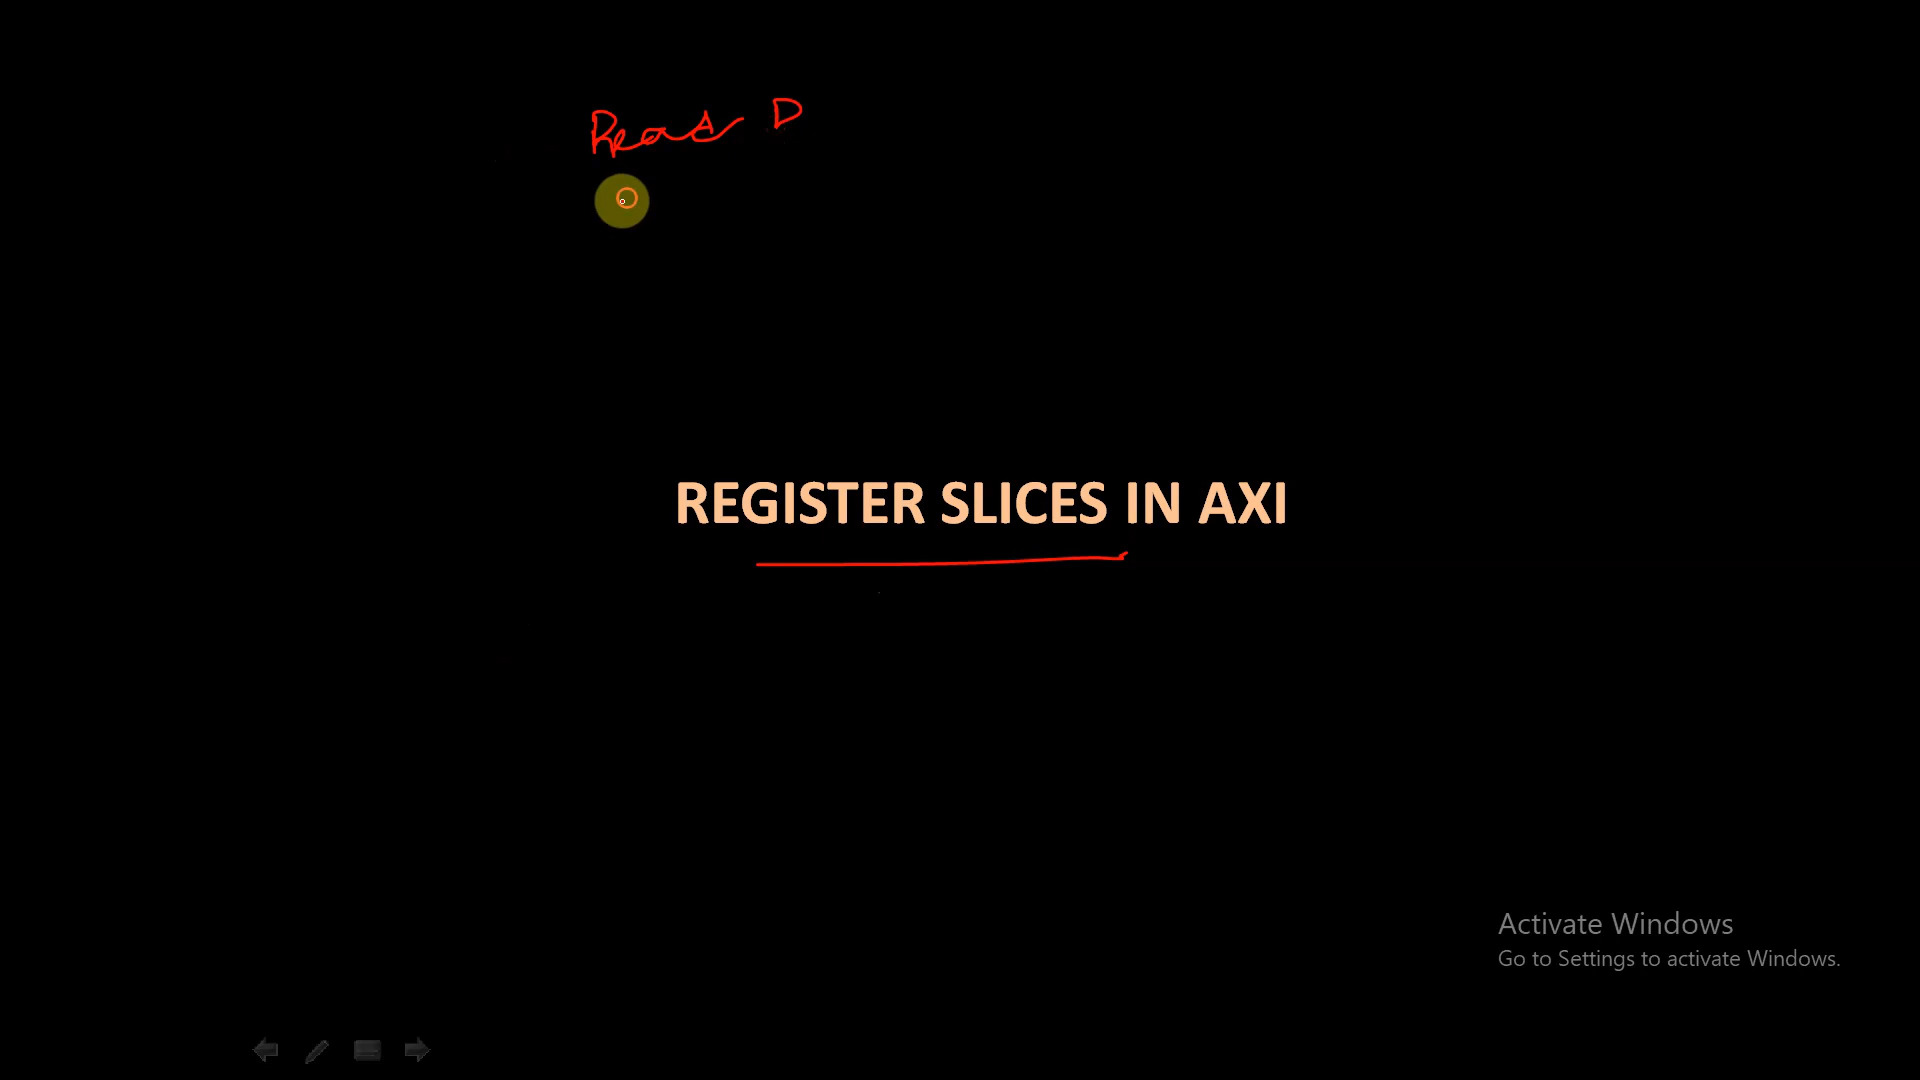 Read D
REGISTER SLICES IN AXI
Activate Windows
Go to Settings to activate Windows.